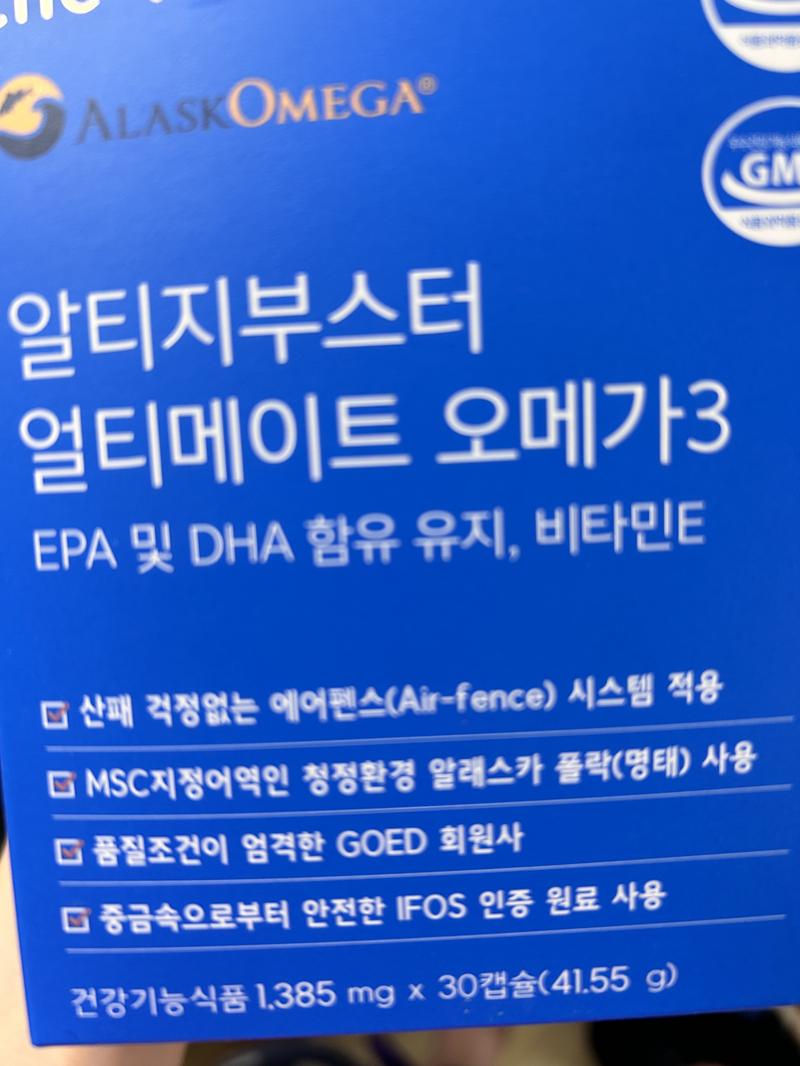 ALASKOMEGA®
GM
알티지부스터
얼티메이트 오메가3
EPA 및 DHA 함유 유지, 비타민E
산패 걱정없는 에어펜스(Air-fence) 시스템 적용
MSC지정어역인 청정환경 알래스카 폴락(명태) 사용
품질조건이 엄격한 GOED 회원사
중금속으로부터 안전한 IFOS 인증 원료 사용
건강기능식품 1,385 mg x 30캡슐(41.55 g)